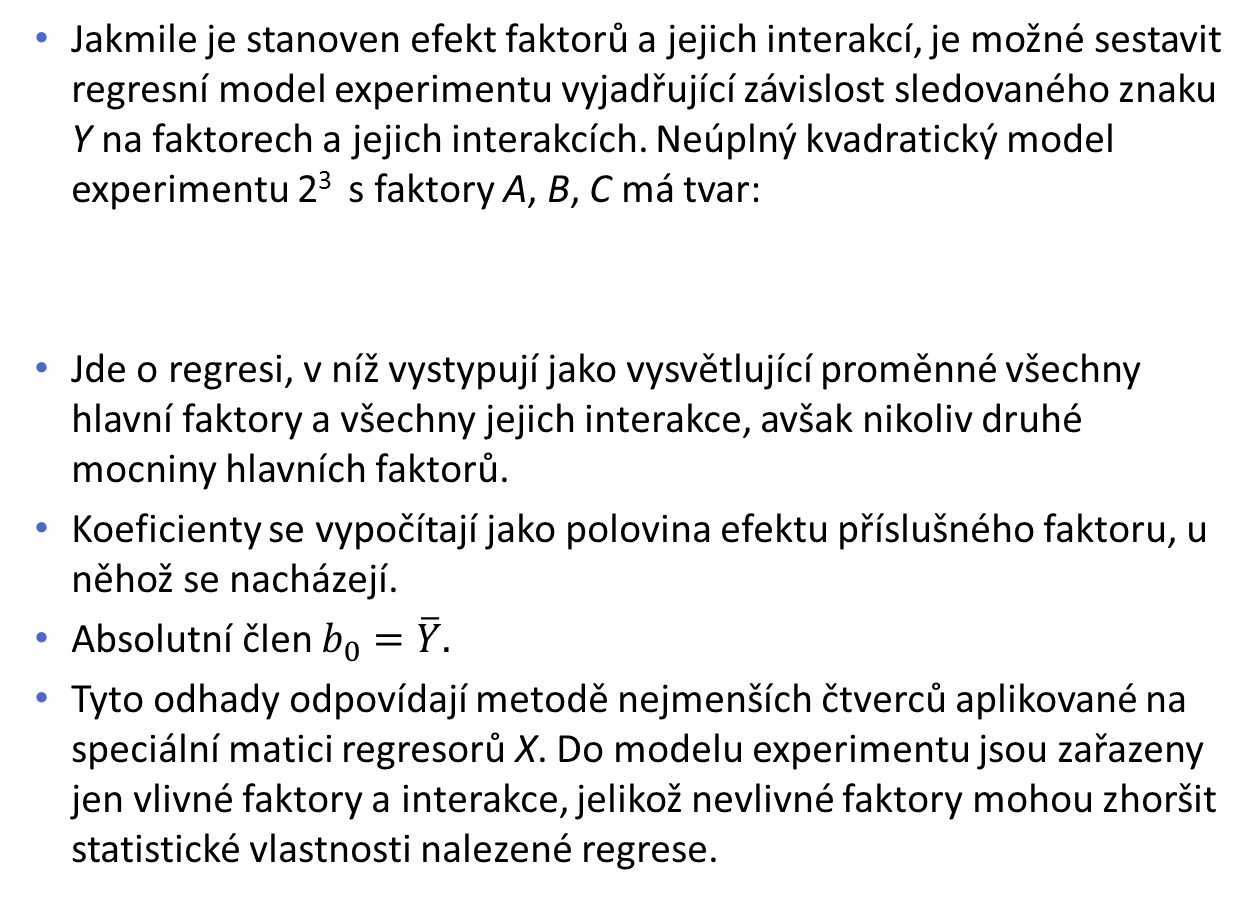 • Jakmile je stanoven efekt faktorů a jejich interakcí, je možné sestavit
regresní model experimentu vyjadřující závislost sledovaného znaku
Y na faktorech a jejich interakcích. Neúplný kvadratický model
experimentu 2³ s faktory A, B, C má tvar:
• Jde o regresi, v níž vystypují jako vysvětlující proměnné všechny
hlavní faktory a všechny jejich interakce, avšak nikoliv druhé
mocniny hlavních faktorů.
• Koeficienty se vypočítají jako polovina efektu příslušného faktoru, u
něhož se nacházejí.
• Absolutní člen b₀ = Ȳ.
• Tyto odhady odpovídají metodě nejmenších čtverců aplikované na
speciální matici regresorů X. Do modelu experimentu jsou zařazeny
jen vlivné faktory a interakce, jelikož nevlivné faktory mohou zhoršit
statistické vlastnosti nalezené regrese.